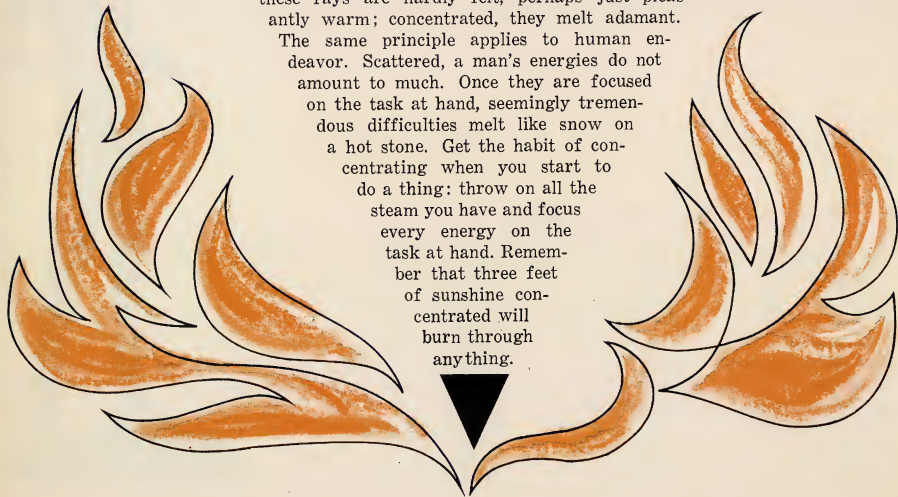 these rays are hardly felt, perhaps just pleas-
antly warm; concentrated, they melt adamant.
The same principle applies to human en-
deavor. Scattered, a man's energies do not
amount to much. Once they are focused
on the task at hand, seemingly tremen-
dous difficulties melt like snow on
a hot stone. Get the habit of con-
centrating when you start to
do a thing: throw on all the
steam you have and focus
every energy on the
task at hand. Remem-
ber that three feet
of sunshine con-
centrated will
burn through
anything.